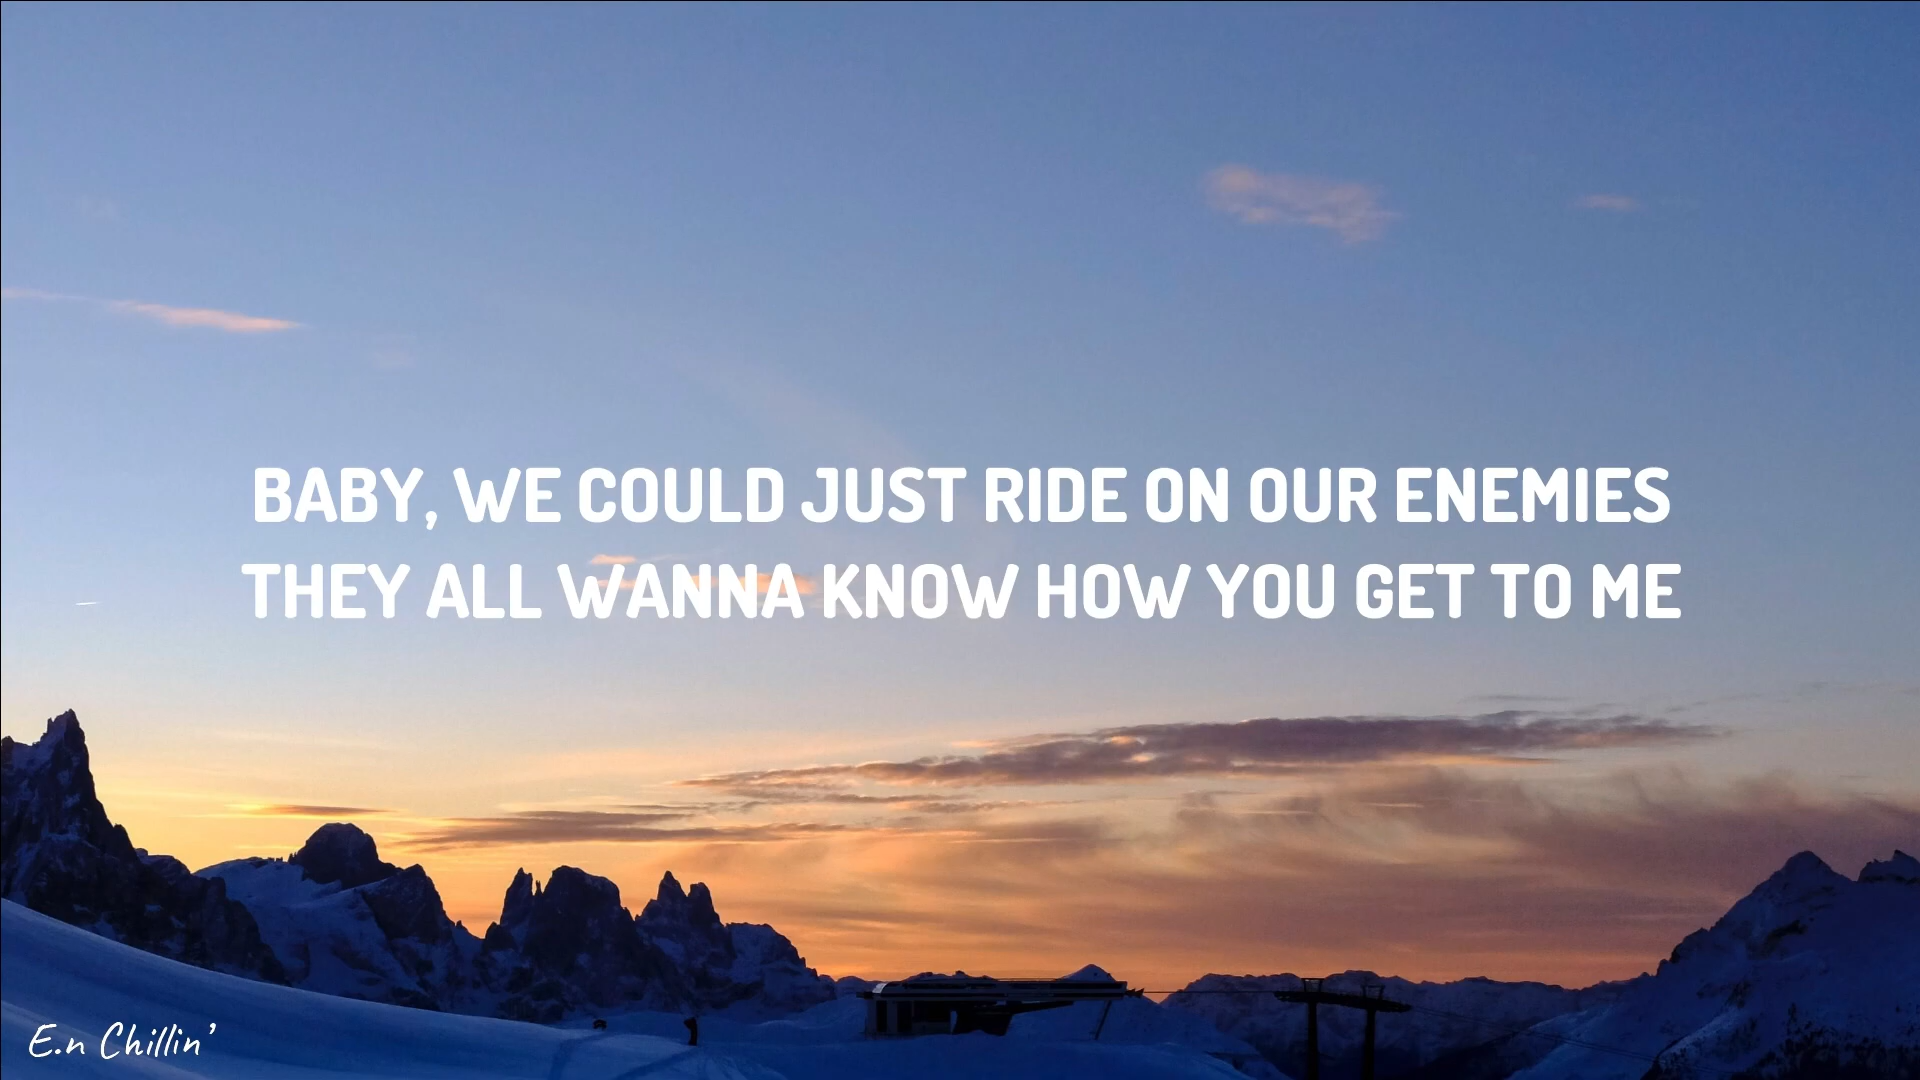 BABY, WE COULD JUST RIDE ON OUR ENEMIES
THEY ALL WANNA KNOW HOW YOU GET TO ME
E.n Chillin'